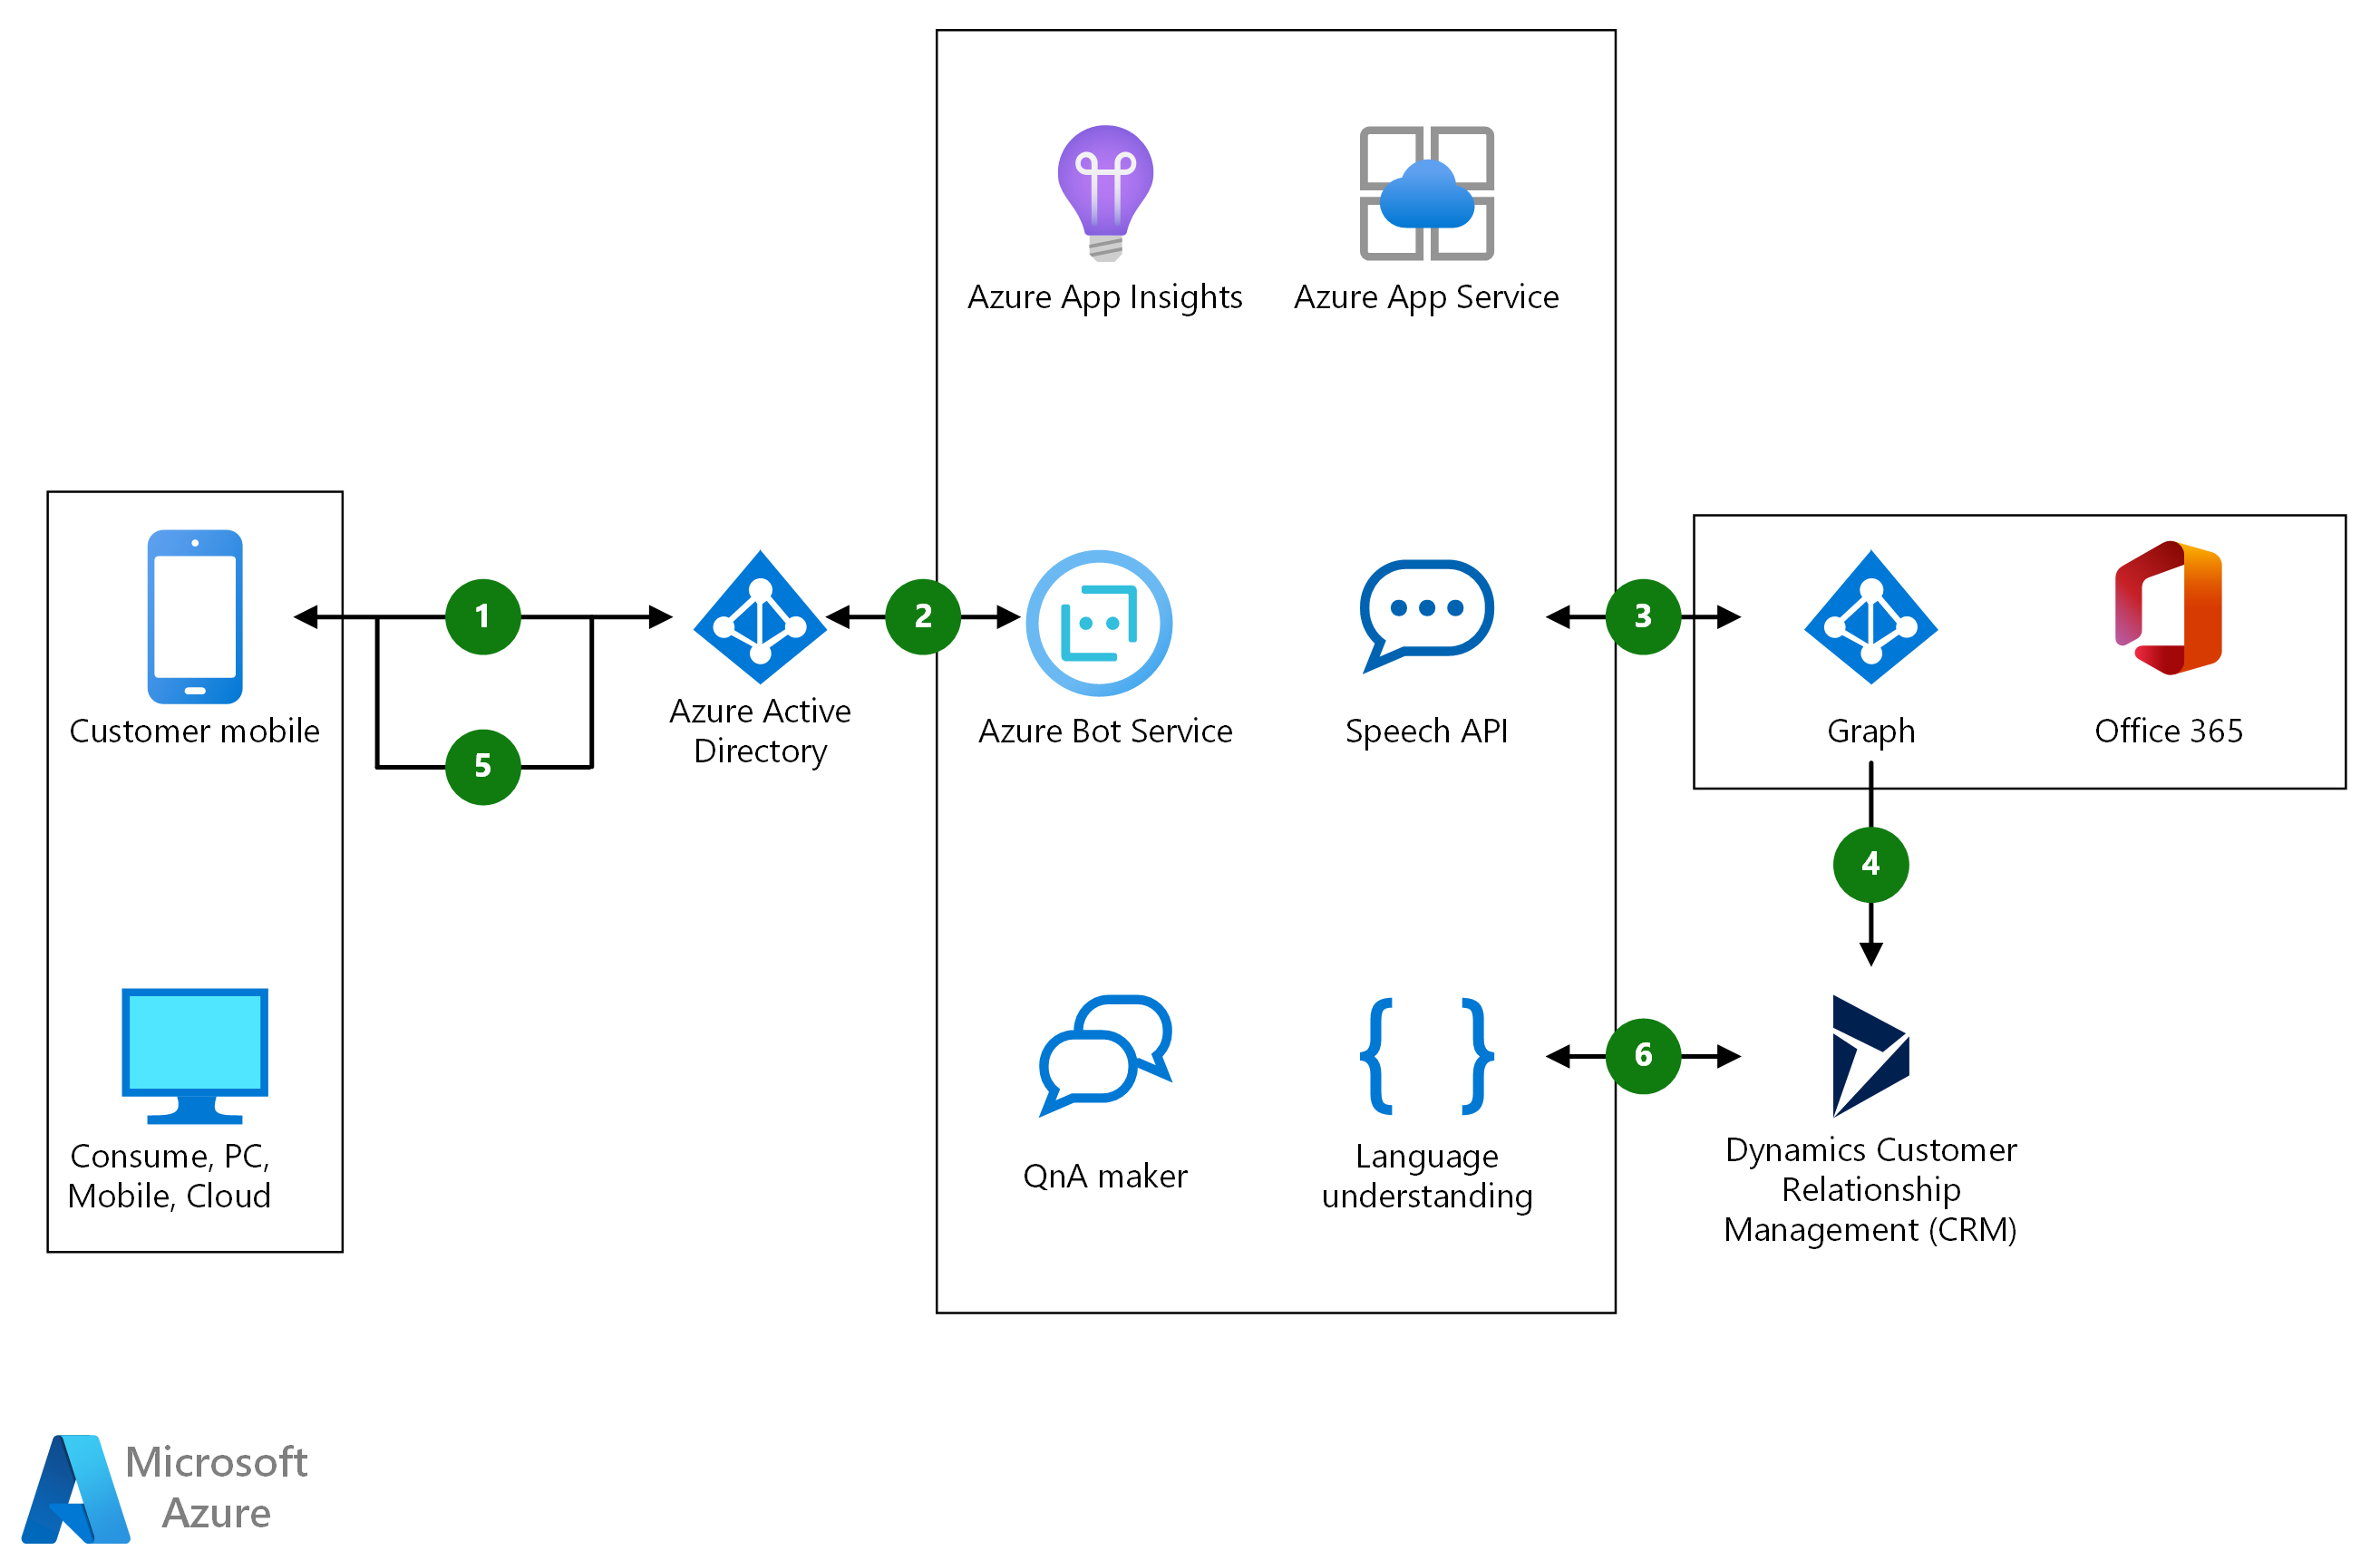 Azure App Insights
Azure App Service
Customer mobile
1
5
Azure Active
Directory
2
Azure Bot Service
Speech API
3
Graph
Office 365
4
Consume, PC,
Mobile, Cloud
QnA maker
Language
understanding
6
Dynamics Customer
Relationship
Management (CRM)
Microsoft
Azure